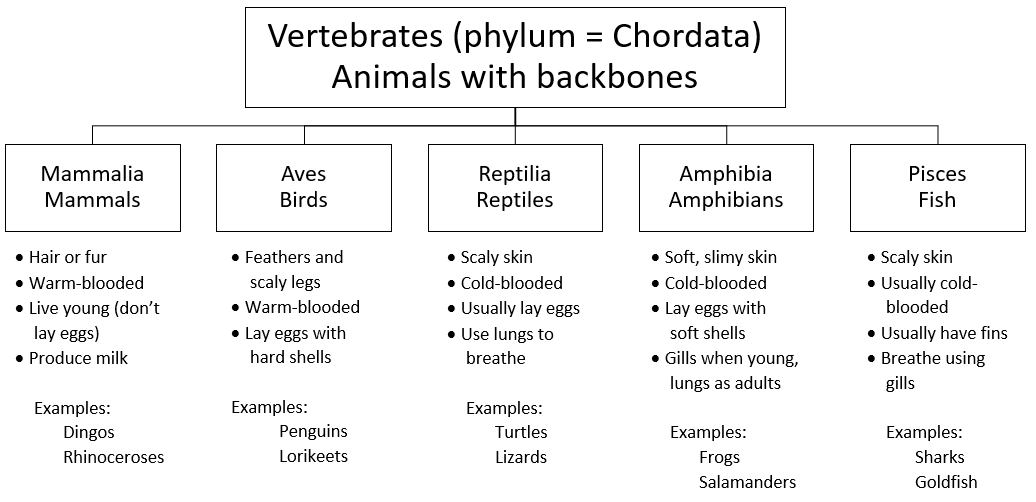 Vertebrates (phylum = Chordata)
Animals with backbones
Mammalia
Mammals
• Hair or fur
• Warm-blooded
• Live young (don’t
lay eggs)
• Produce milk
Examples:
Dingos
Rhinoceroses
Aves
Birds
• Feathers and
scaly legs
• Warm-blooded
• Lay eggs with
hard shells
Examples:
Penguins
Lorikeets
Reptilia
Reptiles
• Scaly skin
• Cold-blooded
• Usually lay eggs
• Use lungs to
breathe
Examples:
Turtles
Lizards
Amphibia
Amphibians
• Soft, slimy skin
• Cold-blooded
• Lay eggs with
soft shells
• Gills when young,
lungs as adults
Examples:
Frogs
Salamanders
Pisces
Fish
• Scaly skin
• Usually cold-
blooded
• Usually have fins
• Breathe using
gills
Examples:
Sharks
Goldfish